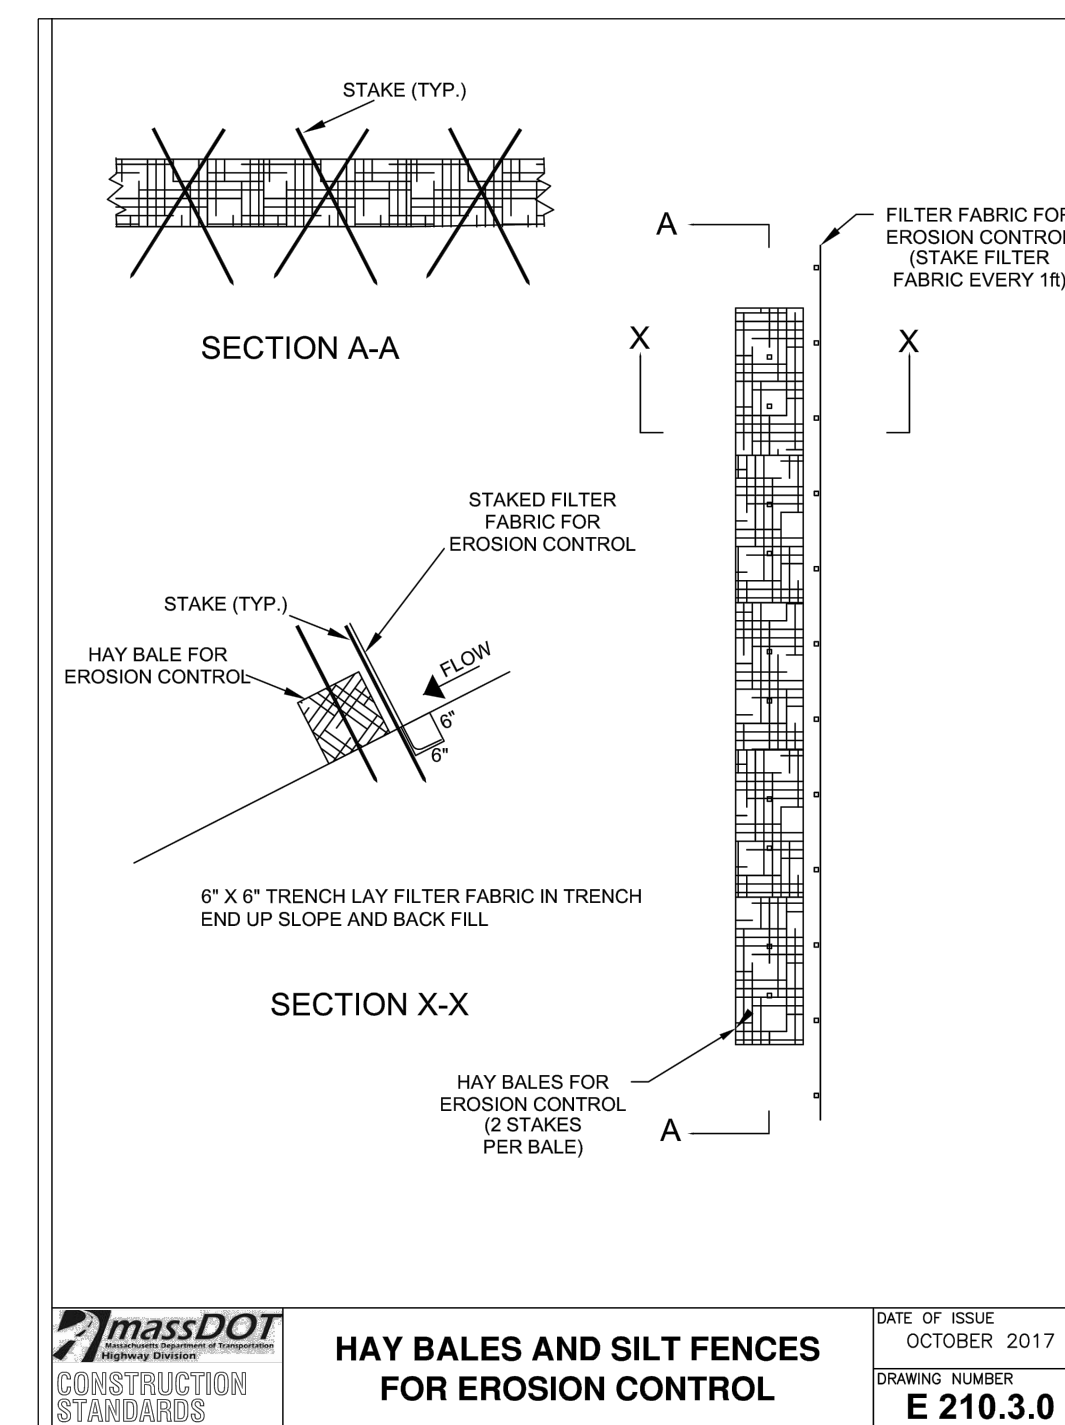 STAKE (TYP.)
SECTION A-A
A
FILTER FABRIC FOR
EROSION CONTROL
(STAKE FILTER
FABRIC EVERY 1ft)
X
X
STAKED FILTER
FABRIC FOR
EROSION CONTROL
STAKE (TYP.)
HAY BALE FOR
EROSION CONTROL
FLOW
6"
6"
6" X 6" TRENCH LAY FILTER FABRIC IN TRENCH
END UP SLOPE AND BACK FILL
SECTION X-X
HAY BALES FOR
EROSION CONTROL
(2 STAKES
PER BALE)
A
massDOT
Massachusetts Department of Transportation
Highway Division
CONSTRUCTION
STANDARDS
HAY BALES AND SILT FENCES
FOR EROSION CONTROL
DATE OF ISSUE
OCTOBER 2017
DRAWING NUMBER
E 210.3.0